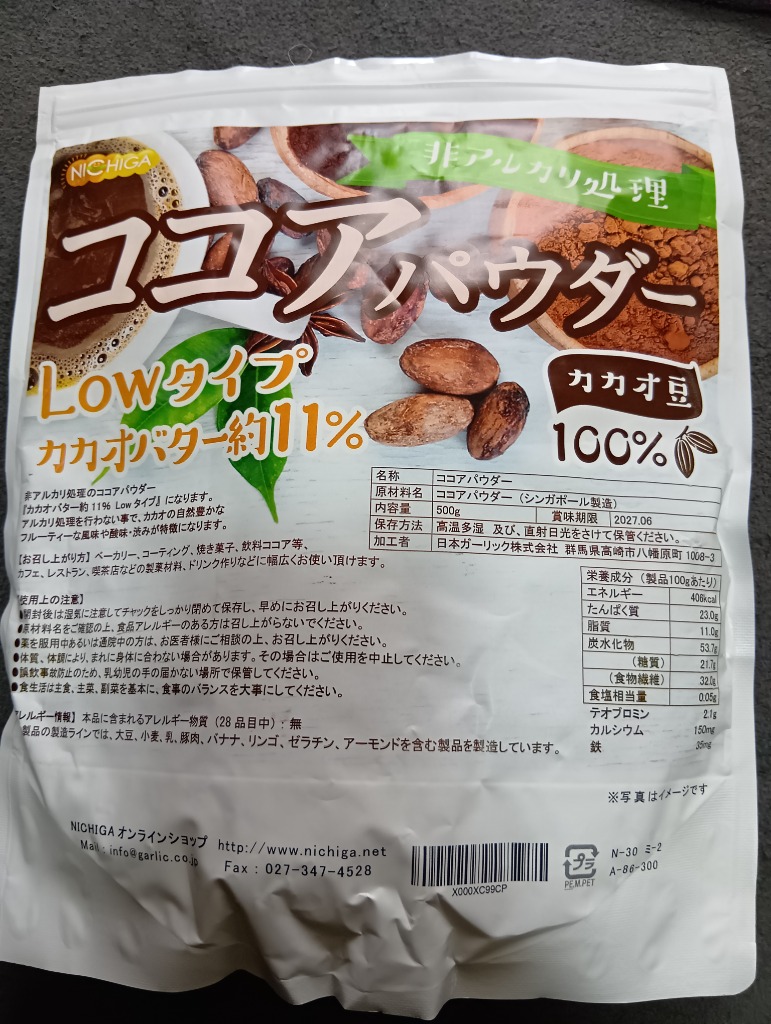 NICHIGA
非アルカリ処理
ココアパウダー
Lowタイプ
カカオバター約11%
カカオ豆
100%
非アルカリ処理のココアパウダー
『カカオバター約11% Lowタイプ』になります。
アルカリ処理を行わない事で、カカオの自然豊かな
フルーティーな風味や酸味・渋みが特徴になります。
【お召し上がり方】ベーカリー、コーティング、焼き菓子、飲料ココア等、
カフェ、レストラン、喫茶店などの製菓材料、ドリンク作りなどに幅広くお使い頂けます。
名称 ココアパウダー
原材料名 ココアパウダー（シンガポール製造）
内容量 500g 賞味期限 2027.06
保存方法 高温多湿 及び、直射日光をさけて保管ください。
加工者 日本ガーリック株式会社 群馬県高崎市八幡原町 1008-3
使用上の注意】
●開封後は湿気に注意してチャックをしっかり閉めて保存し、早めにお召し上がりください。
●原材料名をご確認の上、食品アレルギーのある方は召し上がらないでください。
●薬を服用中あるいは通院中の方は、お医者様にご相談の上、お召し上がりください。
●体質、体調により、まれに身体に合わない場合があります。その場合はご使用を中止してください。
●誤飲事故防止のため、乳幼児の手の届かない場所で保管してください。
●食生活は主食、主菜、副菜を基本に、食事のバランスを大事にしてください。
アレルギー情報】本品に含まれるアレルギー物質（28品目中）: 無
製品の製造ラインでは、大豆、小麦、乳、豚肉、バナナ、リンゴ、ゼラチン、アーモンドを含む製品を製造しています。
栄養成分（製品100gあたり）
エネルギー 406kcal
たんぱく質 23.0g
脂質 11.0g
炭水化物 53.7g
（糖質） 21.7g
（食物繊維） 32.0g
食塩相当量 0.05g
テオブロミン 2.1g
カルシウム 150mg
鉄 35mg
※写真はイメージです
NICHIGA オンラインショップ http://www.nichiga.net
Mail: info@garlic.co.jp Fax : 027-347-4528
X000XC99CP
プラ
PE,M,PET
N-30 ミ-2
A-86-300